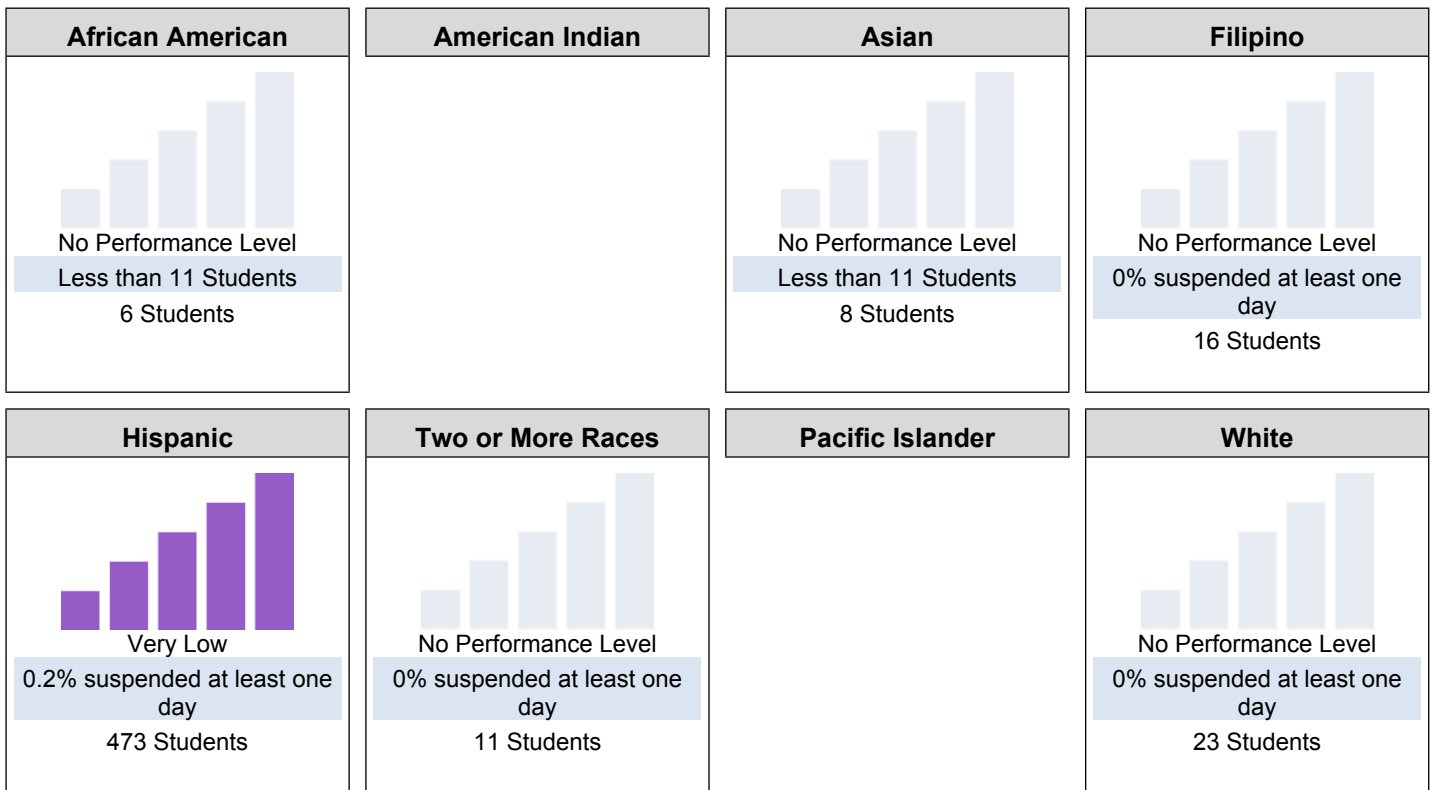 African American
American Indian
Asian
Filipino
No Performance Level
Less than 11 Students
6 Students
No Performance Level
Less than 11 Students
8 Students
No Performance Level
0% suspended at least one
day
16 Students
Hispanic
Two or More Races
Pacific Islander
White
Very Low
0.2% suspended at least one
day
473 Students
No Performance Level
0% suspended at least one
day
11 Students
No Performance Level
0% suspended at least one
day
23 Students